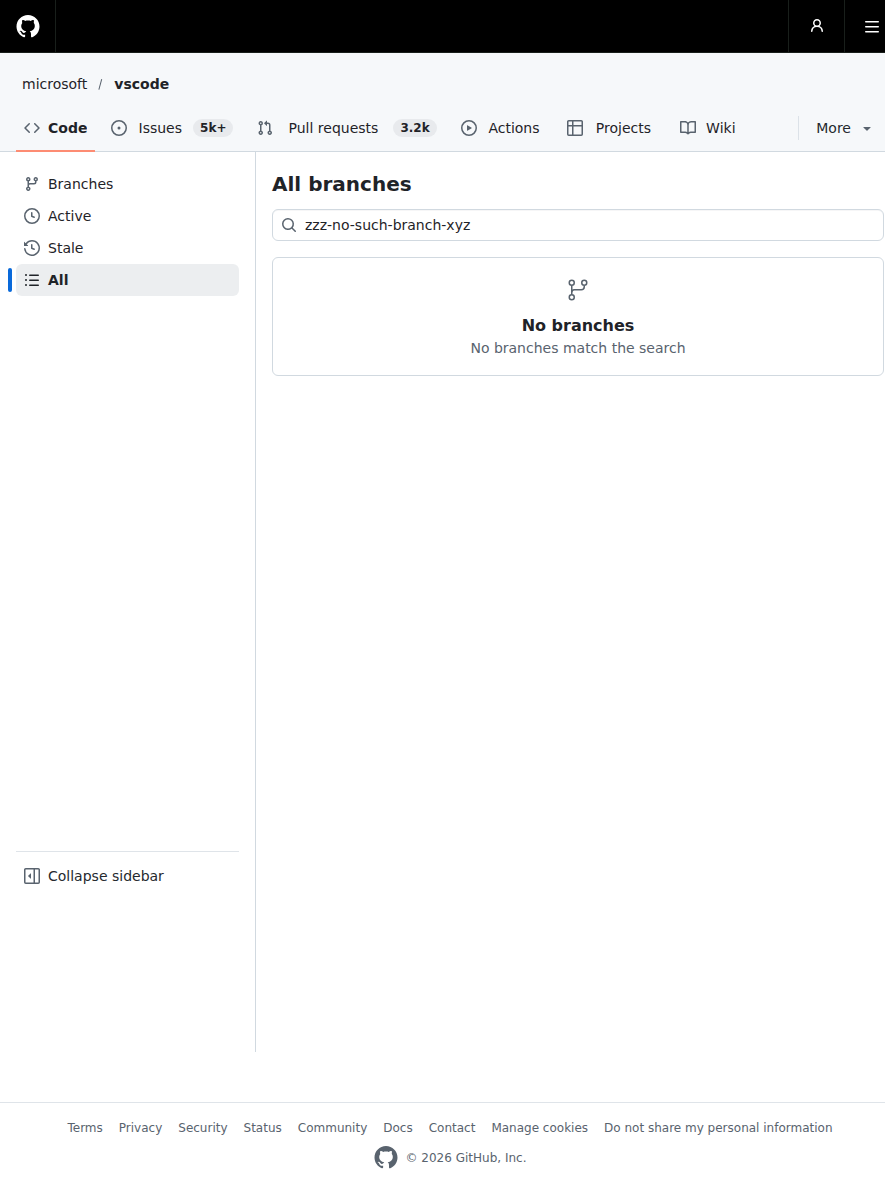 microsoft / vscode
Code Issues 5k+ Pull requests 3.2k Actions Projects Wiki More
Branches
Active
Stale
All
Collapse sidebar
All branches
zzz-no-such-branch-xyz
No branches
No branches match the search
Terms Privacy Security Status Community Docs Contact Manage cookies Do not share my personal information
© 2026 GitHub, Inc.